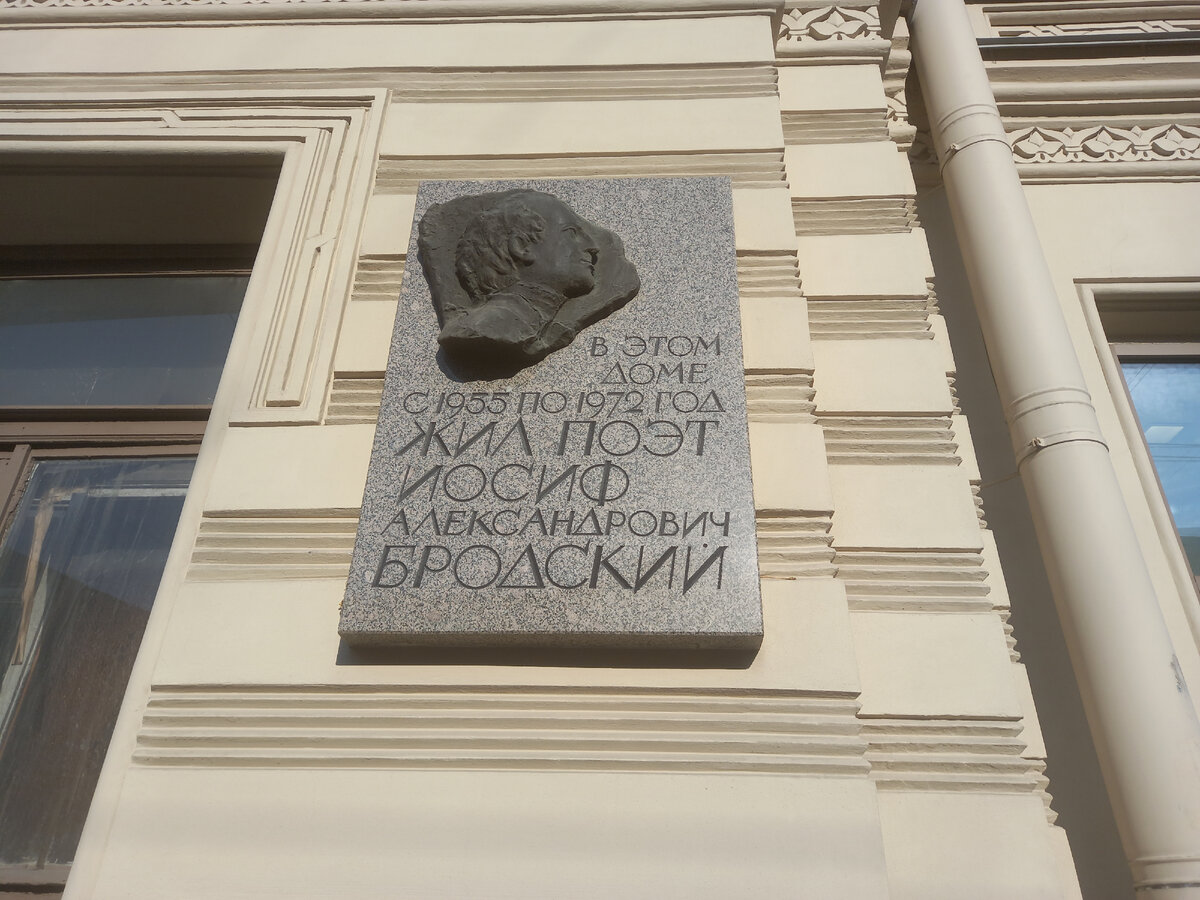 В ЭТОМ
ДОМЕ
С 1955 ПО 1972 ГОД
ЖИЛ ПОЭТ
ИОСИФ
АЛЕКСАНДРОВИЧ
БРОДСКИЙ